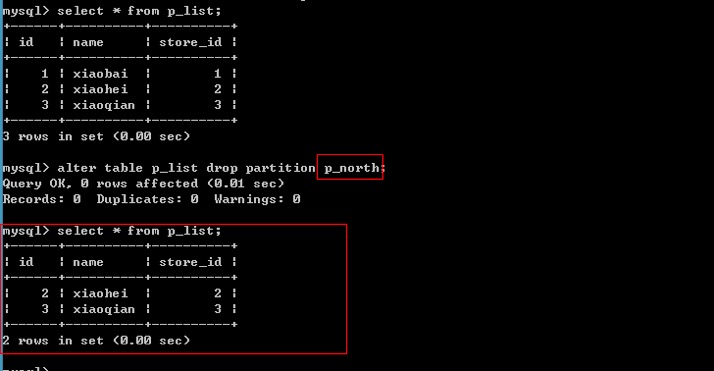 mysql> select * from p_list;
+------+----------+----------+
| id   | name     | store_id |
+------+----------+----------+
|    1 | xiaobai  |        1 |
|    2 | xiaohei  |        2 |
|    3 | xiaoqian |        3 |
+------+----------+----------+
3 rows in set (0.00 sec)
mysql> alter table p_list drop partition p_north;
Query OK, 0 rows affected (0.01 sec)
Records: 0  Duplicates: 0  Warnings: 0
mysql> select * from p_list;
+------+----------+----------+
| id   | name     | store_id |
+------+----------+----------+
|    2 | xiaohei  |        2 |
|    3 | xiaoqian |        3 |
+------+----------+----------+
2 rows in set (0.00 sec)
mysql>